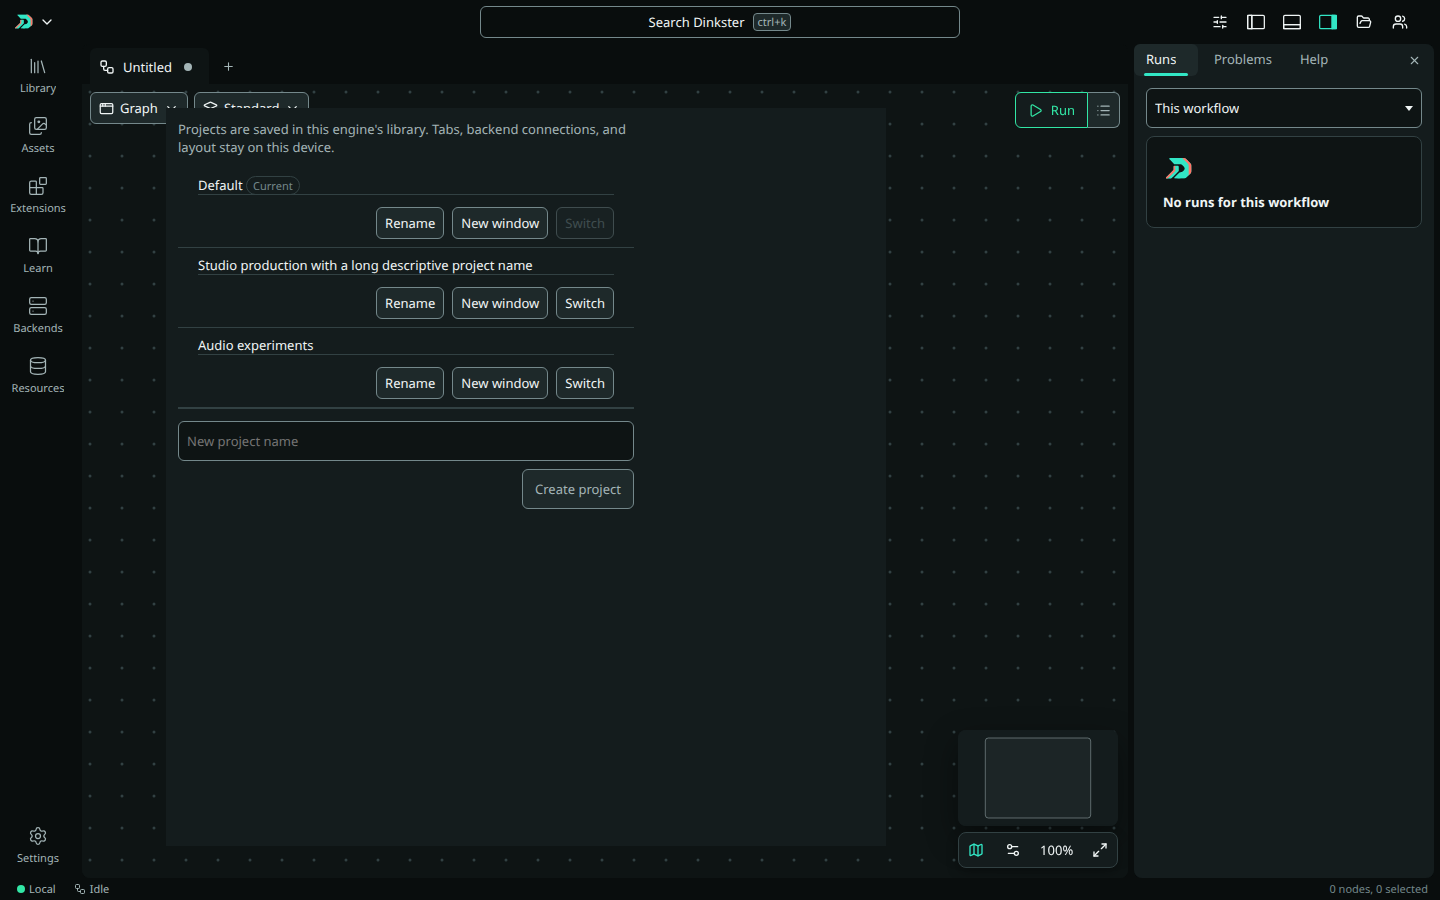 Search Dinkster ctrl+k
Library
Assets
Extensions
Learn
Backends
Resources
Settings
Untitled
Graph
Standard
Run
Projects are saved in this engine's library. Tabs, backend connections, and
layout stay on this device.
Default Current
Rename New window Switch
Studio production with a long descriptive project name
Rename New window Switch
Audio experiments
Rename New window Switch
New project name
Create project
100%
Runs Problems Help
This workflow
No runs for this workflow
Local Idle
0 nodes, 0 selected